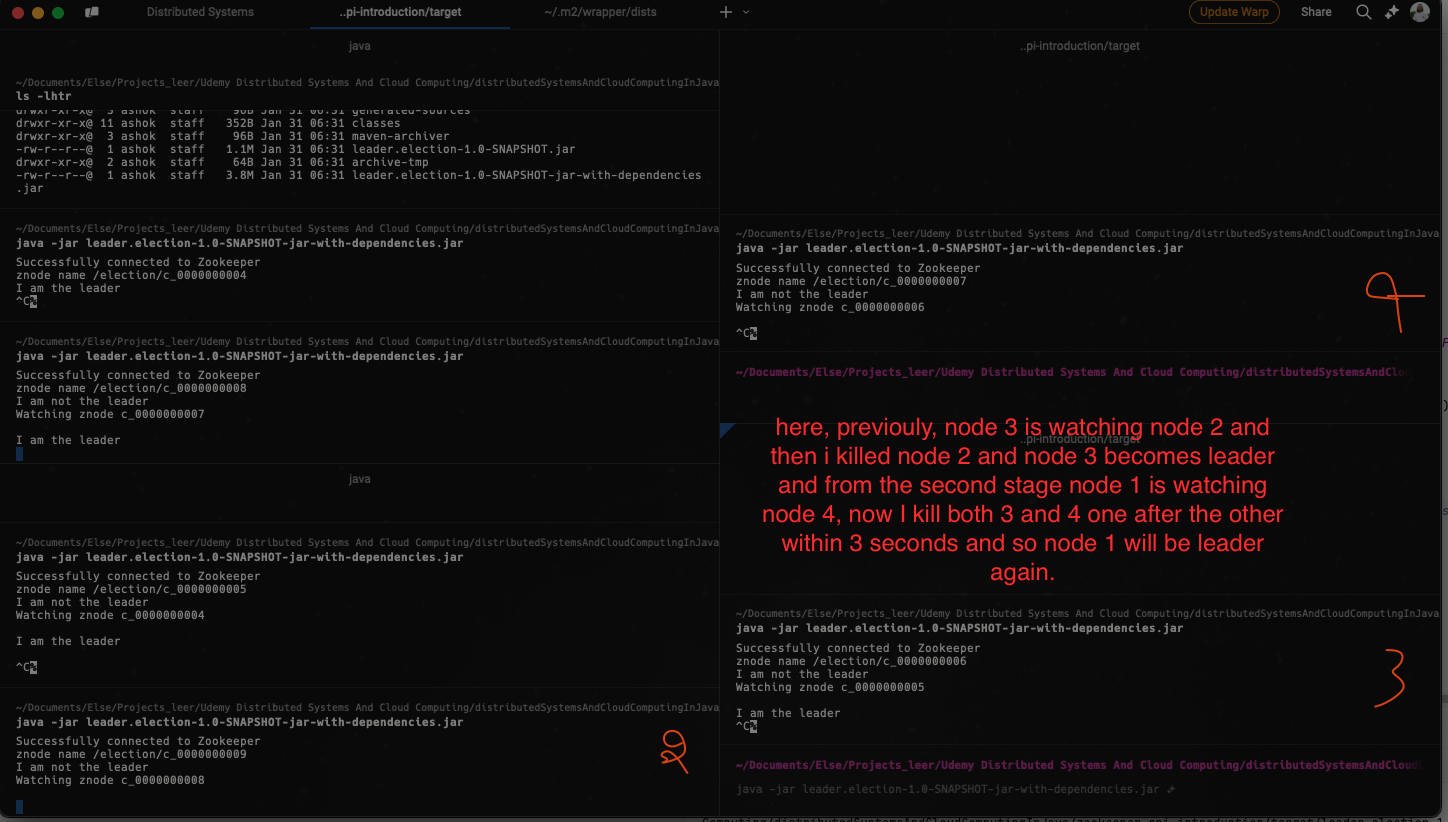 Distributed Systems
..pi-introduction/target
~/.m2/wrapper/dists
Update Warp
Share
java
~/Documents/Else/Projects_leer/Udemy Distributed Systems And Cloud Computing/distributedSystemsAndCloudComputingInJava
ls -lhtr
drwxr-xr-x@ 3 ashok staff 96B Jan 31 06:31 generated-sources
drwxr-xr-x@ 11 ashok staff 352B Jan 31 06:31 classes
drwxr-xr-x@ 3 ashok staff 96B Jan 31 06:31 maven-archiver
-rw-r--r--@ 1 ashok staff 1.1M Jan 31 06:31 leader.election-1.0-SNAPSHOT.jar
drwxr-xr-x@ 2 ashok staff 64B Jan 31 06:31 archive-tmp
-rw-r--r--@ 1 ashok staff 3.8M Jan 31 06:31 leader.election-1.0-SNAPSHOT-jar-with-dependencies
.jar
~/Documents/Else/Projects_leer/Udemy Distributed Systems And Cloud Computing/distributedSystemsAndCloudComputingInJava
java -jar leader.election-1.0-SNAPSHOT-jar-with-dependencies.jar
Successfully connected to Zookeeper
znode name /election/c_0000000004
I am the leader
^C%
~/Documents/Else/Projects_leer/Udemy Distributed Systems And Cloud Computing/distributedSystemsAndCloudComputingInJava
java -jar leader.election-1.0-SNAPSHOT-jar-with-dependencies.jar
Successfully connected to Zookeeper
znode name /election/c_0000000008
I am not the leader
Watching znode c_0000000007
I am the leader
java
~/Documents/Else/Projects_leer/Udemy Distributed Systems And Cloud Computing/distributedSystemsAndCloudComputingInJava
java -jar leader.election-1.0-SNAPSHOT-jar-with-dependencies.jar
Successfully connected to Zookeeper
znode name /election/c_0000000005
I am not the leader
Watching znode c_0000000004
I am the leader
^C%
~/Documents/Else/Projects_leer/Udemy Distributed Systems And Cloud Computing/distributedSystemsAndCloudComputingInJava
java -jar leader.election-1.0-SNAPSHOT-jar-with-dependencies.jar
Successfully connected to Zookeeper
znode name /election/c_0000000009
I am not the leader
Watching znode c_0000000008
2
..pi-introduction/target
~/Documents/Else/Projects_leer/Udemy Distributed Systems And Cloud Computing/distributedSystemsAndCloudComputingInJava
java -jar leader.election-1.0-SNAPSHOT-jar-with-dependencies.jar
Successfully connected to Zookeeper
znode name /election/c_0000000007
I am not the leader
Watching znode c_0000000006
^C%
4
~/Documents/Else/Projects_leer/Udemy Distributed Systems And Cloud Computing/distributedSystemsAndClo
..pi-introduction/target
here, previouly, node 3 is watching node 2 and
then i killed node 2 and node 3 becomes leader
and from the second stage node 1 is watching
node 4, now I kill both 3 and 4 one after the other
within 3 seconds and so node 1 will be leader
again.
~/Documents/Else/Projects_leer/Udemy Distributed Systems And Cloud Computing/distributedSystemsAndCloudComputingInJava
java -jar leader.election-1.0-SNAPSHOT-jar-with-dependencies.jar
Successfully connected to Zookeeper
znode name /election/c_0000000006
I am not the leader
Watching znode c_0000000005
I am the leader
^C%
3
~/Documents/Else/Projects_leer/Udemy Distributed Systems And Cloud Computing/distributedSystemsAndCloud
java -jar leader.election-1.0-SNAPSHOT-jar-with-dependencies.jar